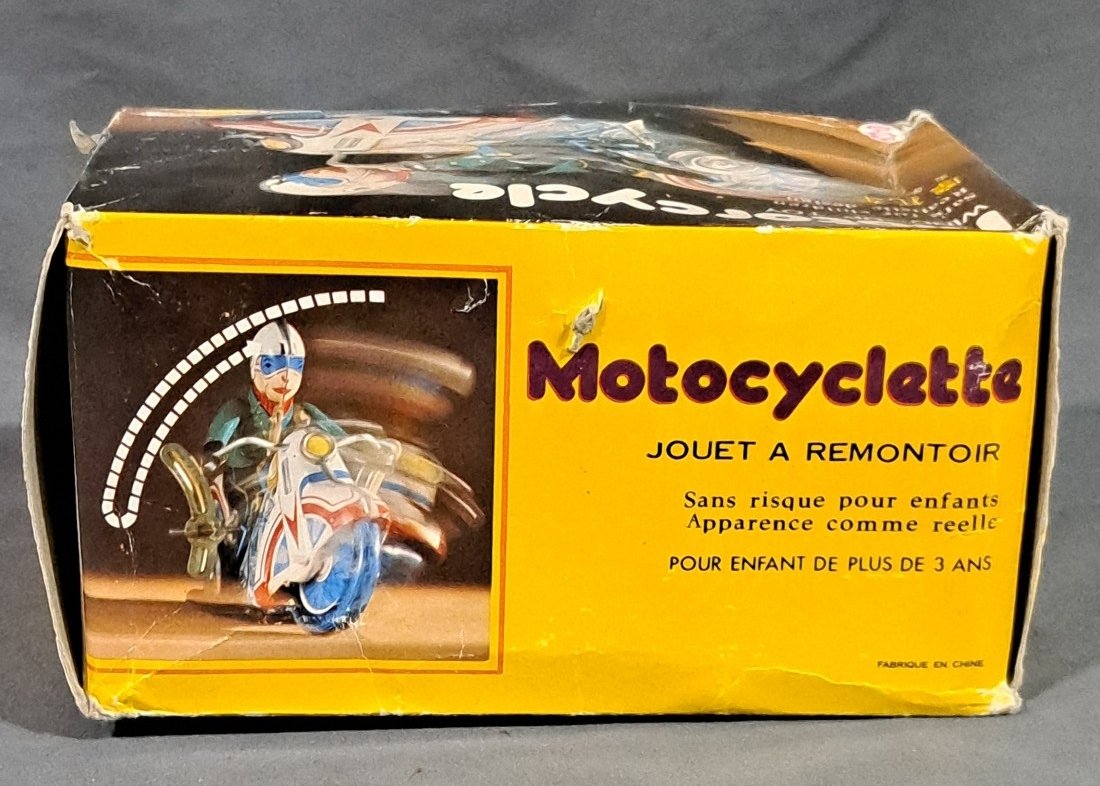 Motocyclette
JOUET A REMONTOIR
Sans risque pour enfants
Apparence comme reelle
POUR ENFANT DE PLUS DE 3 ANS
FABRIQUE EN CHINE